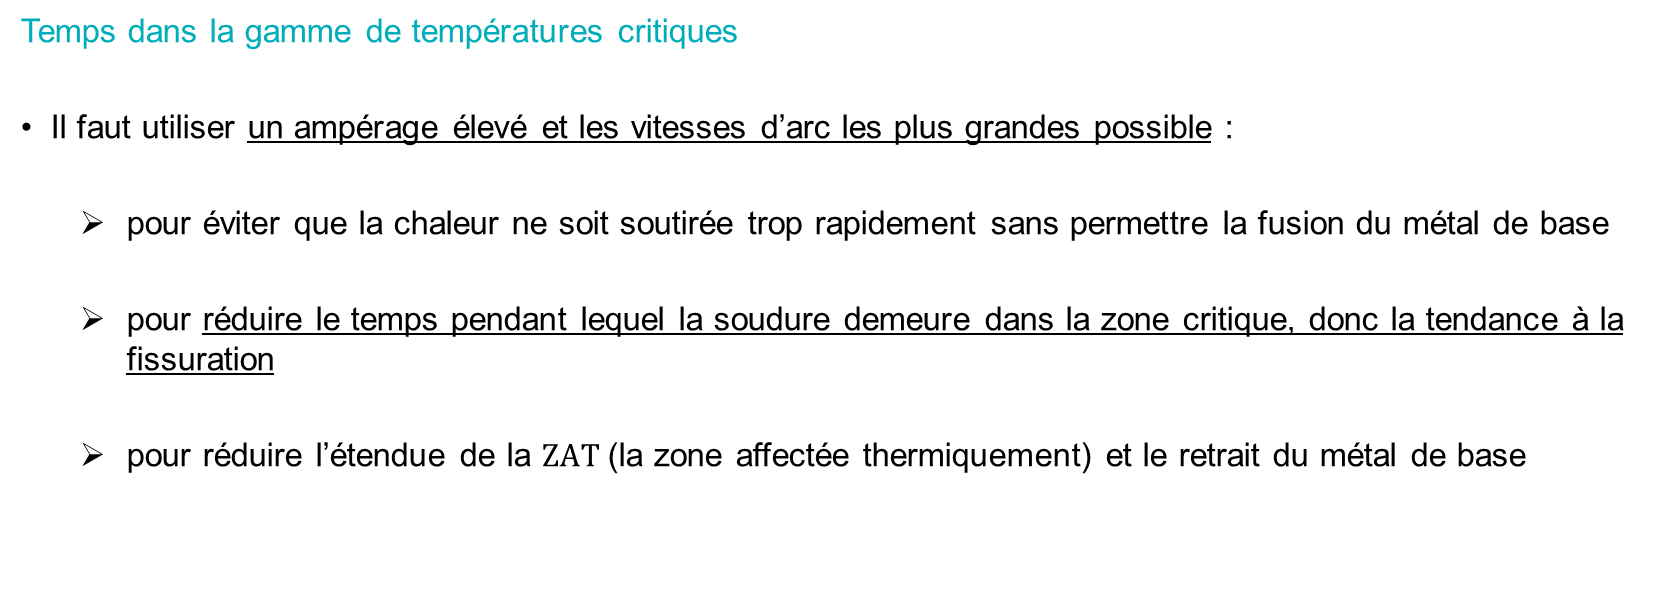 Temps dans la gamme de températures critiques
• Il faut utiliser un ampérage élevé et les vitesses d’arc les plus grandes possible :
➢ pour éviter que la chaleur ne soit soutirée trop rapidement sans permettre la fusion du métal de base
➢ pour réduire le temps pendant lequel la soudure demeure dans la zone critique, donc la tendance à la
fissuration
➢ pour réduire l’étendue de la ZAT (la zone affectée thermiquement) et le retrait du métal de base